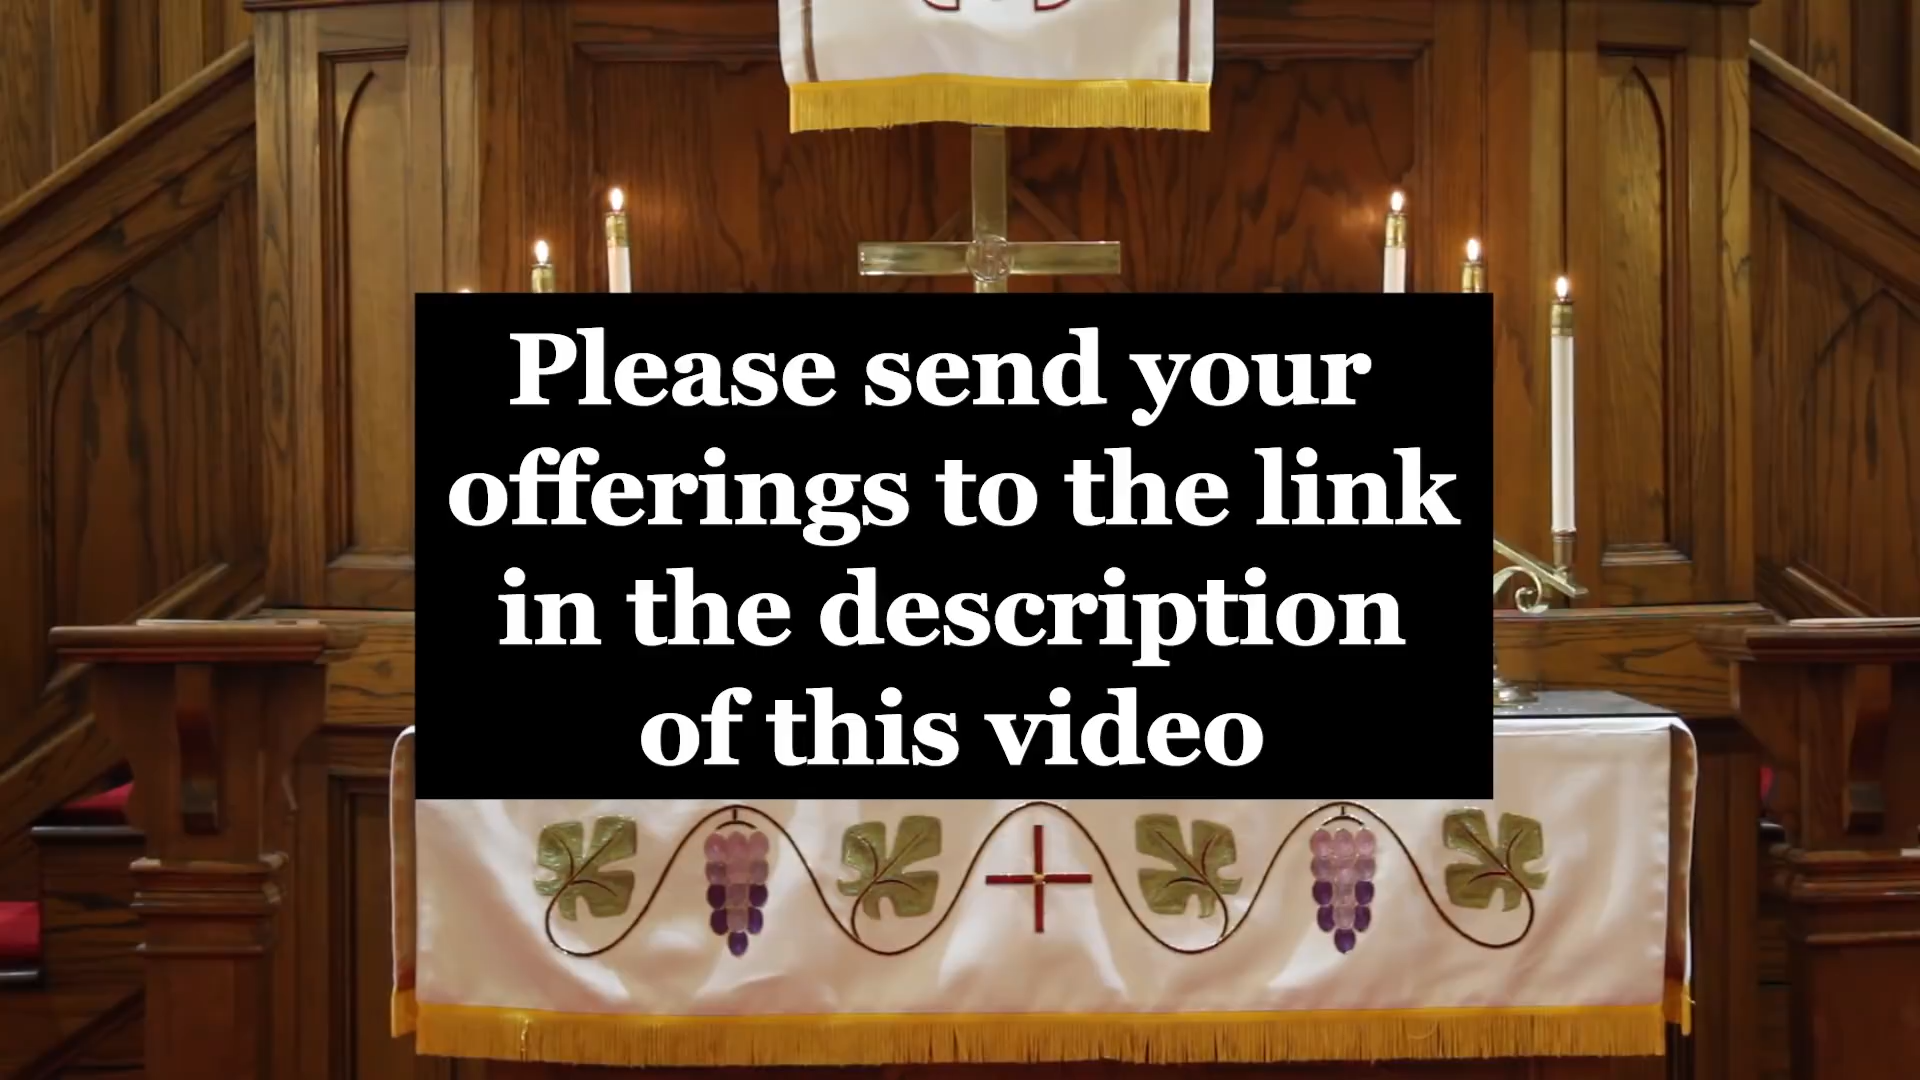 Please send your
offerings to the link
in the description
of this video